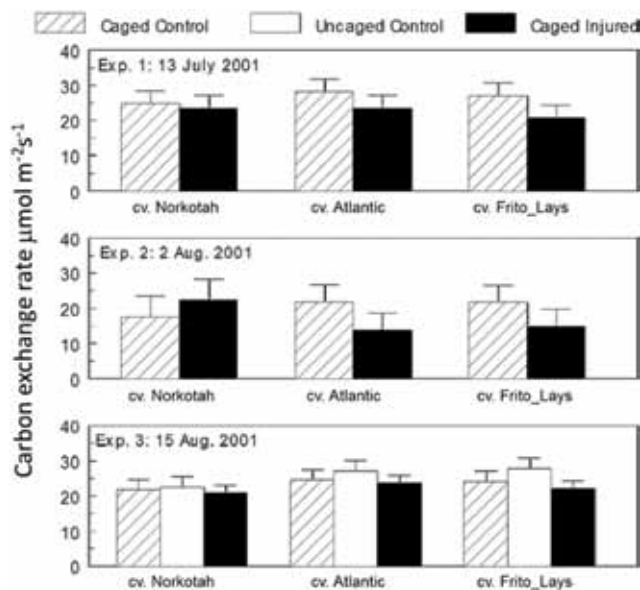 Caged Control Uncaged Control Caged Injured
Carbon exchange rate µmol m⁻²s⁻¹
40
Exp. 1: 13 July 2001
30
20
10
0
cv. Norkotah cv. Atlantic cv. Frito_Lays
40
Exp. 2: 2 Aug. 2001
30
20
10
0
cv. Norkotah cv. Atlantic cv. Frito_Lays
40
Exp. 3: 15 Aug. 2001
30
20
10
0
cv. Norkotah cv. Atlantic cv. Frito_Lays